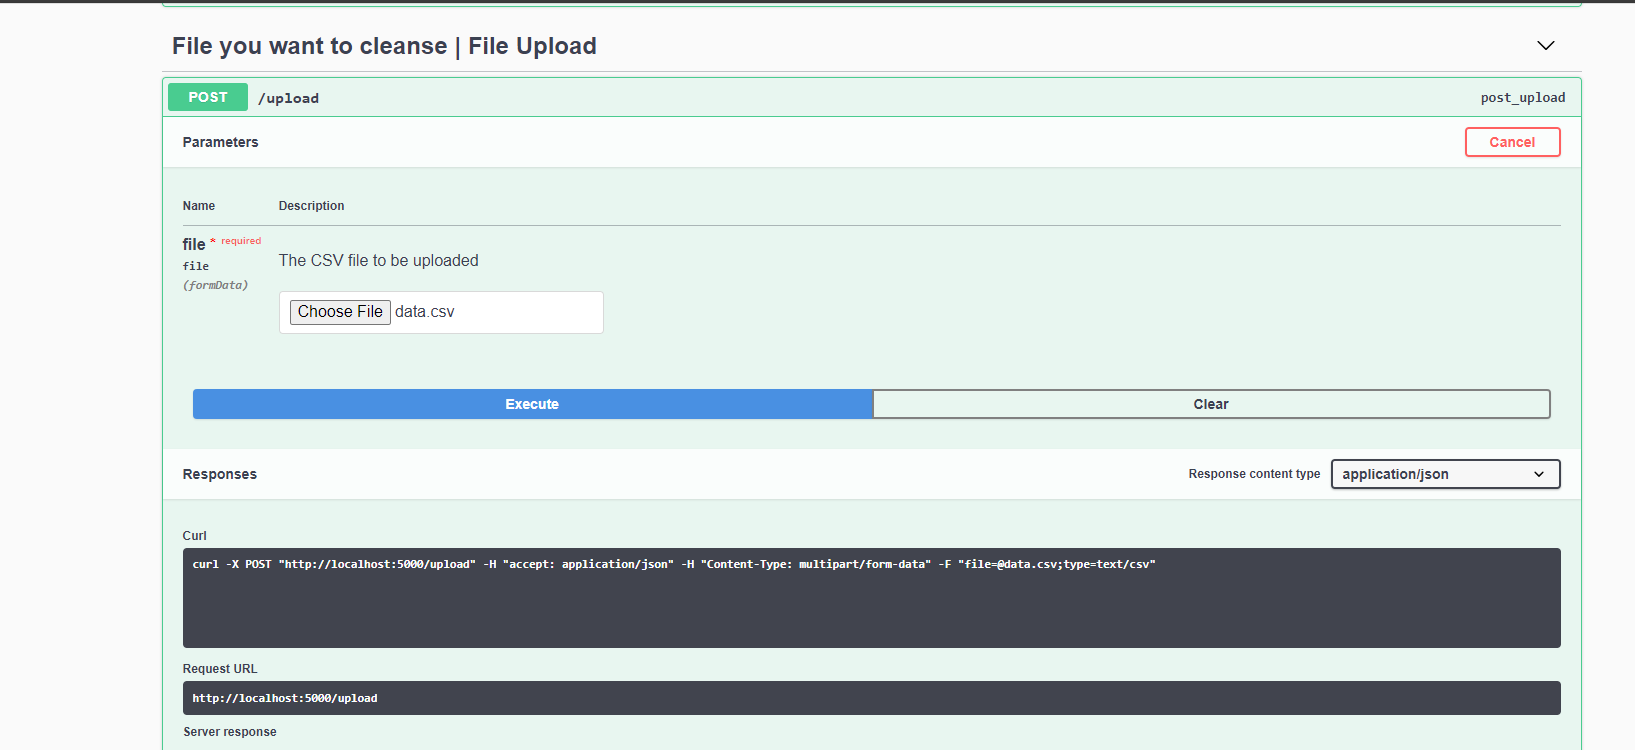 File you want to cleanse | File Upload
POST /upload post_upload
Parameters Cancel
Name Description
file * required
file
(formData)
The CSV file to be uploaded
Choose File data.csv
Execute Clear
Responses Response content type application/json
Curl
curl -X POST "http://localhost:5000/upload" -H "accept: application/json" -H "Content-Type: multipart/form-data" -F "file=@data.csv;type=text/csv"
Request URL
http://localhost:5000/upload
Server response